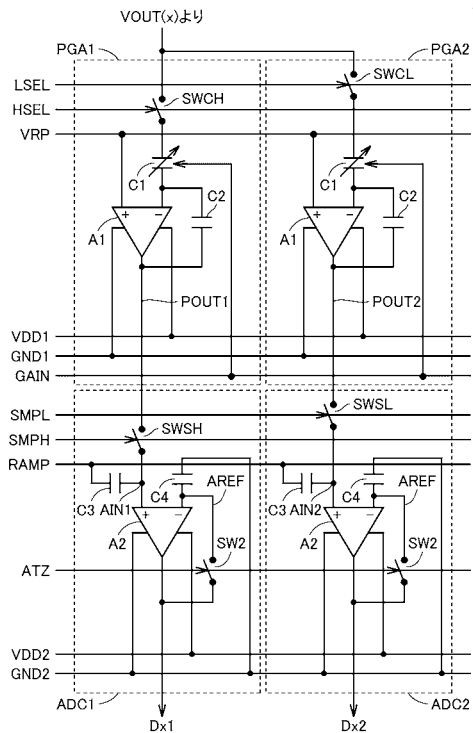 VOUT(x)より
PGA1
PGA2
LSEL
SWCL
HSEL
SWCH
VRP
C1
C1
C2
C2
+
−
+
−
A1
A1
POUT1
POUT2
VDD1
GND1
GAIN
SMPL
SWSL
SMPH
SWSH
RAMP
C3
AIN1
C4
AREF
C3
AIN2
C4
AREF
+
−
+
−
A2
A2
SW2
SW2
ATZ
VDD2
GND2
ADC1
ADC2
Dx1
Dx2